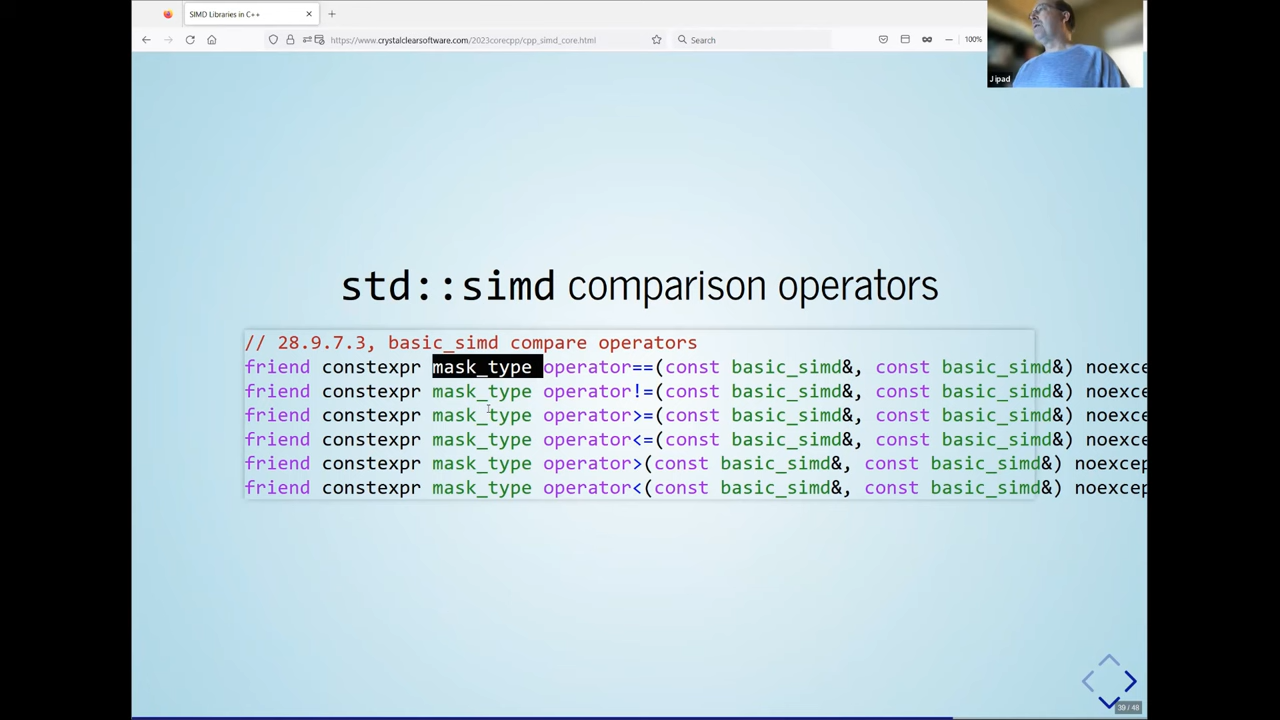 SIMD Libraries in C++
https://www.crystalclearsoftware.com/2023corecpp/cpp_simd_core.html
Search
100%
J ipad
std::simd comparison operators
// 28.9.7.3, basic_simd compare operators
friend constexpr mask_type operator==(const basic_simd&, const basic_simd&) noexce
friend constexpr mask_type operator!=(const basic_simd&, const basic_simd&) noexce
friend constexpr mask_type operator>=(const basic_simd&, const basic_simd&) noexce
friend constexpr mask_type operator<=(const basic_simd&, const basic_simd&) noexce
friend constexpr mask_type operator>(const basic_simd&, const basic_simd&) noexcep
friend constexpr mask_type operator<(const basic_simd&, const basic_simd&) noexcep
39 / 48